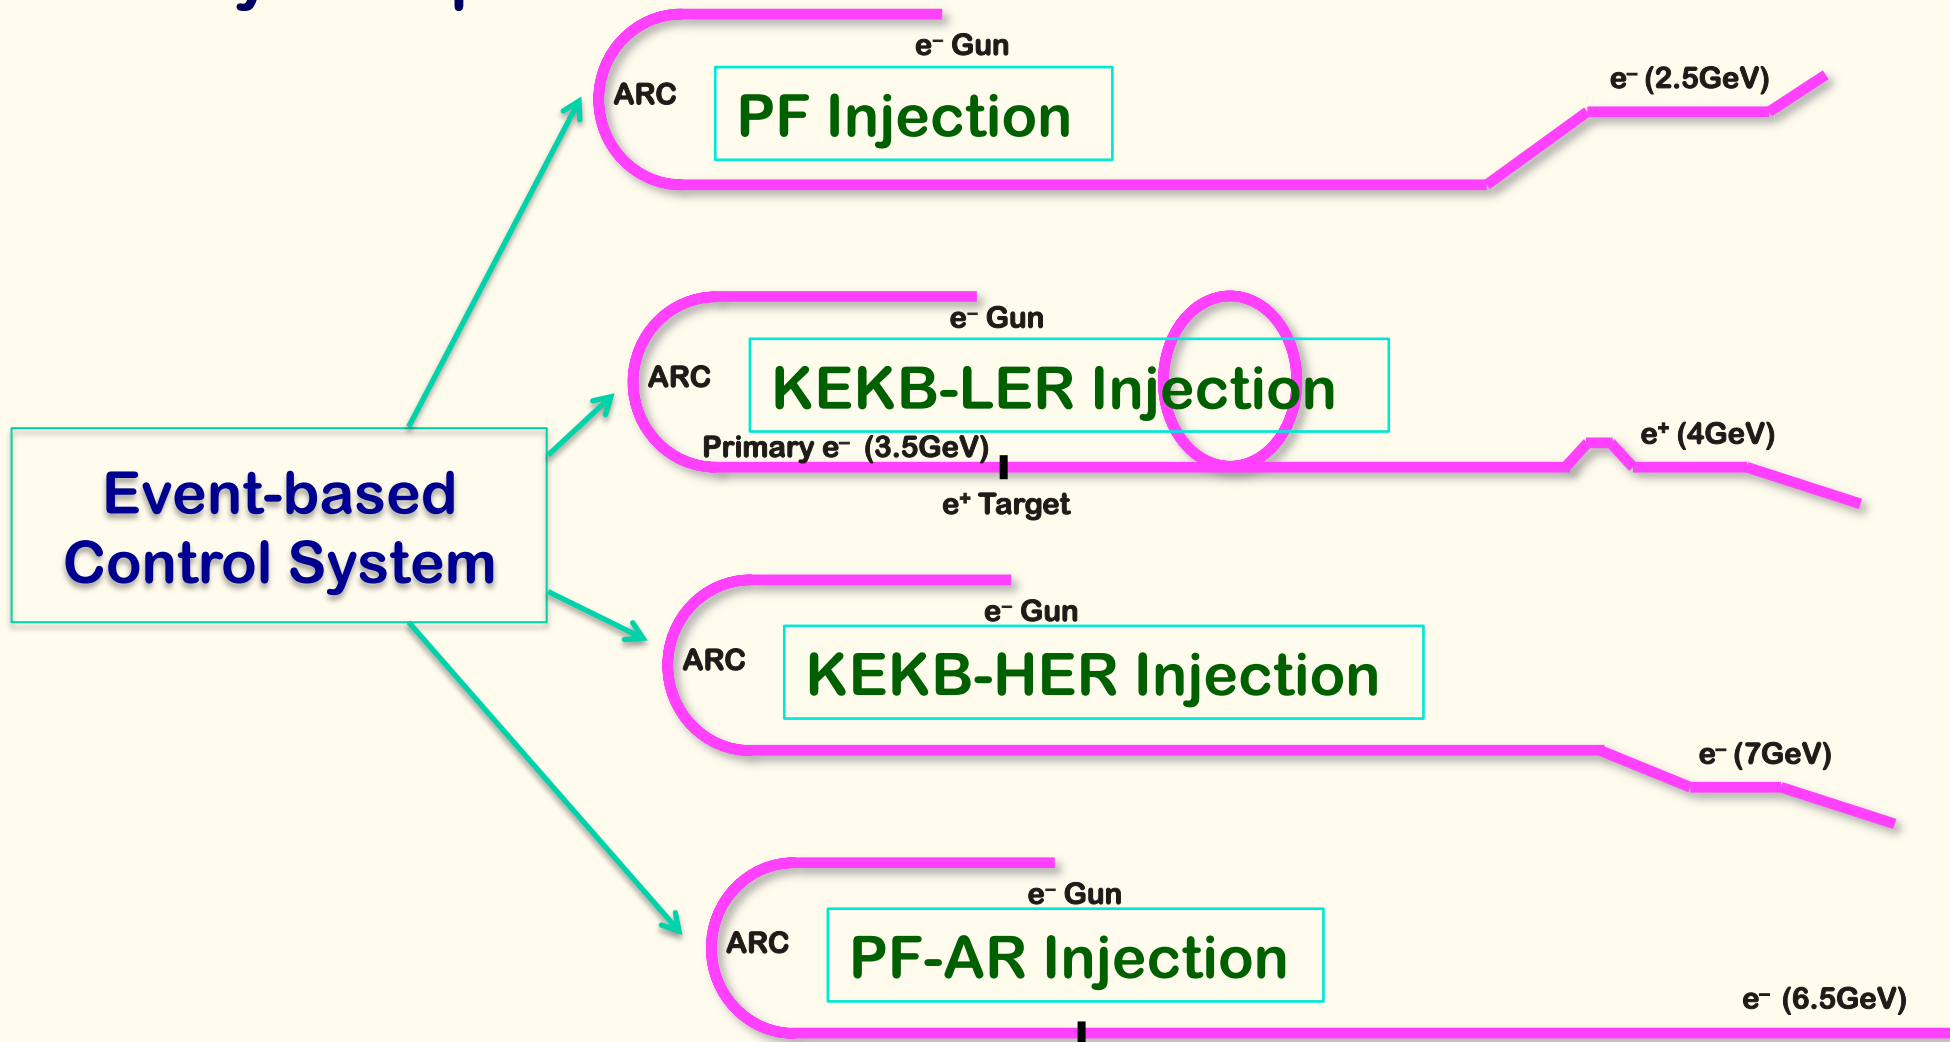 e⁻ Gun
ARC
PF Injection
e⁻ (2.5GeV)
e⁻ Gun
ARC
KEKB-LER Injection
Primary e⁻ (3.5GeV)
e⁺ (4GeV)
e⁺ Target
Event-based
Control System
e⁻ Gun
ARC
KEKB-HER Injection
e⁻ (7GeV)
e⁻ Gun
ARC
PF-AR Injection
e⁻ (6.5GeV)